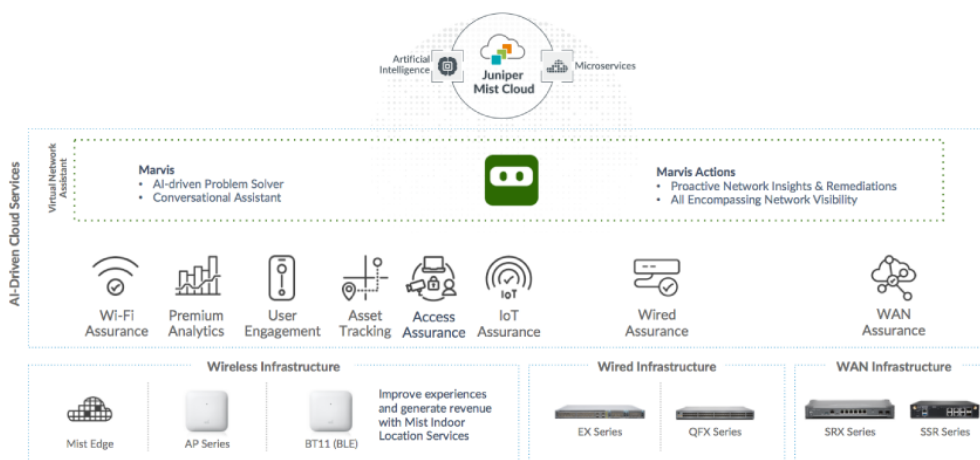 Artificial
Intelligence
Juniper
Mist Cloud
Microservices
AI-Driven Cloud Services
Virtual Network
Assistant
Marvis
• AI-driven Problem Solver
• Conversational Assistant
Marvis Actions
• Proactive Network Insights & Remediations
• All Encompassing Network Visibility
Wi-Fi
Assurance
Premium
Analytics
User
Engagement
Asset
Tracking
Access
Assurance
IoT
IoT
Assurance
Wired
Assurance
WAN
Assurance
Wireless Infrastructure
Mist Edge
AP Series
BT11 (BLE)
Improve experiences
and generate revenue
with Mist Indoor
Location Services
Wired Infrastructure
EX Series
QFX Series
WAN Infrastructure
SRX Series
SSR Series